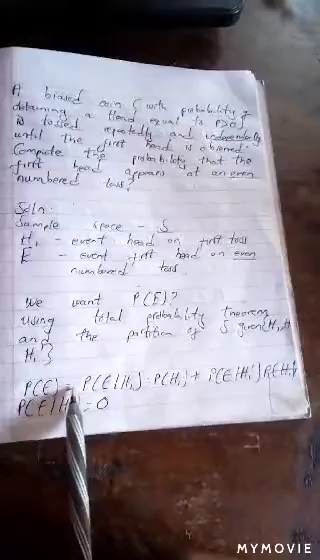 A biased coin (with probability of
obtaining a Head equal to P>0)
is tossed repeatedly and independently
until the first head is observed.
Compute the probability that the
first head appears at an even
numbered toss?
Soln:
Sample space - S
H₁ - event head on first toss
E - event first head on even
numbered toss
We want P(E)?
Using total probability theorem
and the partition of S given {H₁,
H₁'}
P(E) = P(E|H₁)·P(H₁) + P(E|H₁')P(H₁')
P(E|H₁) = 0
MYMOVIE